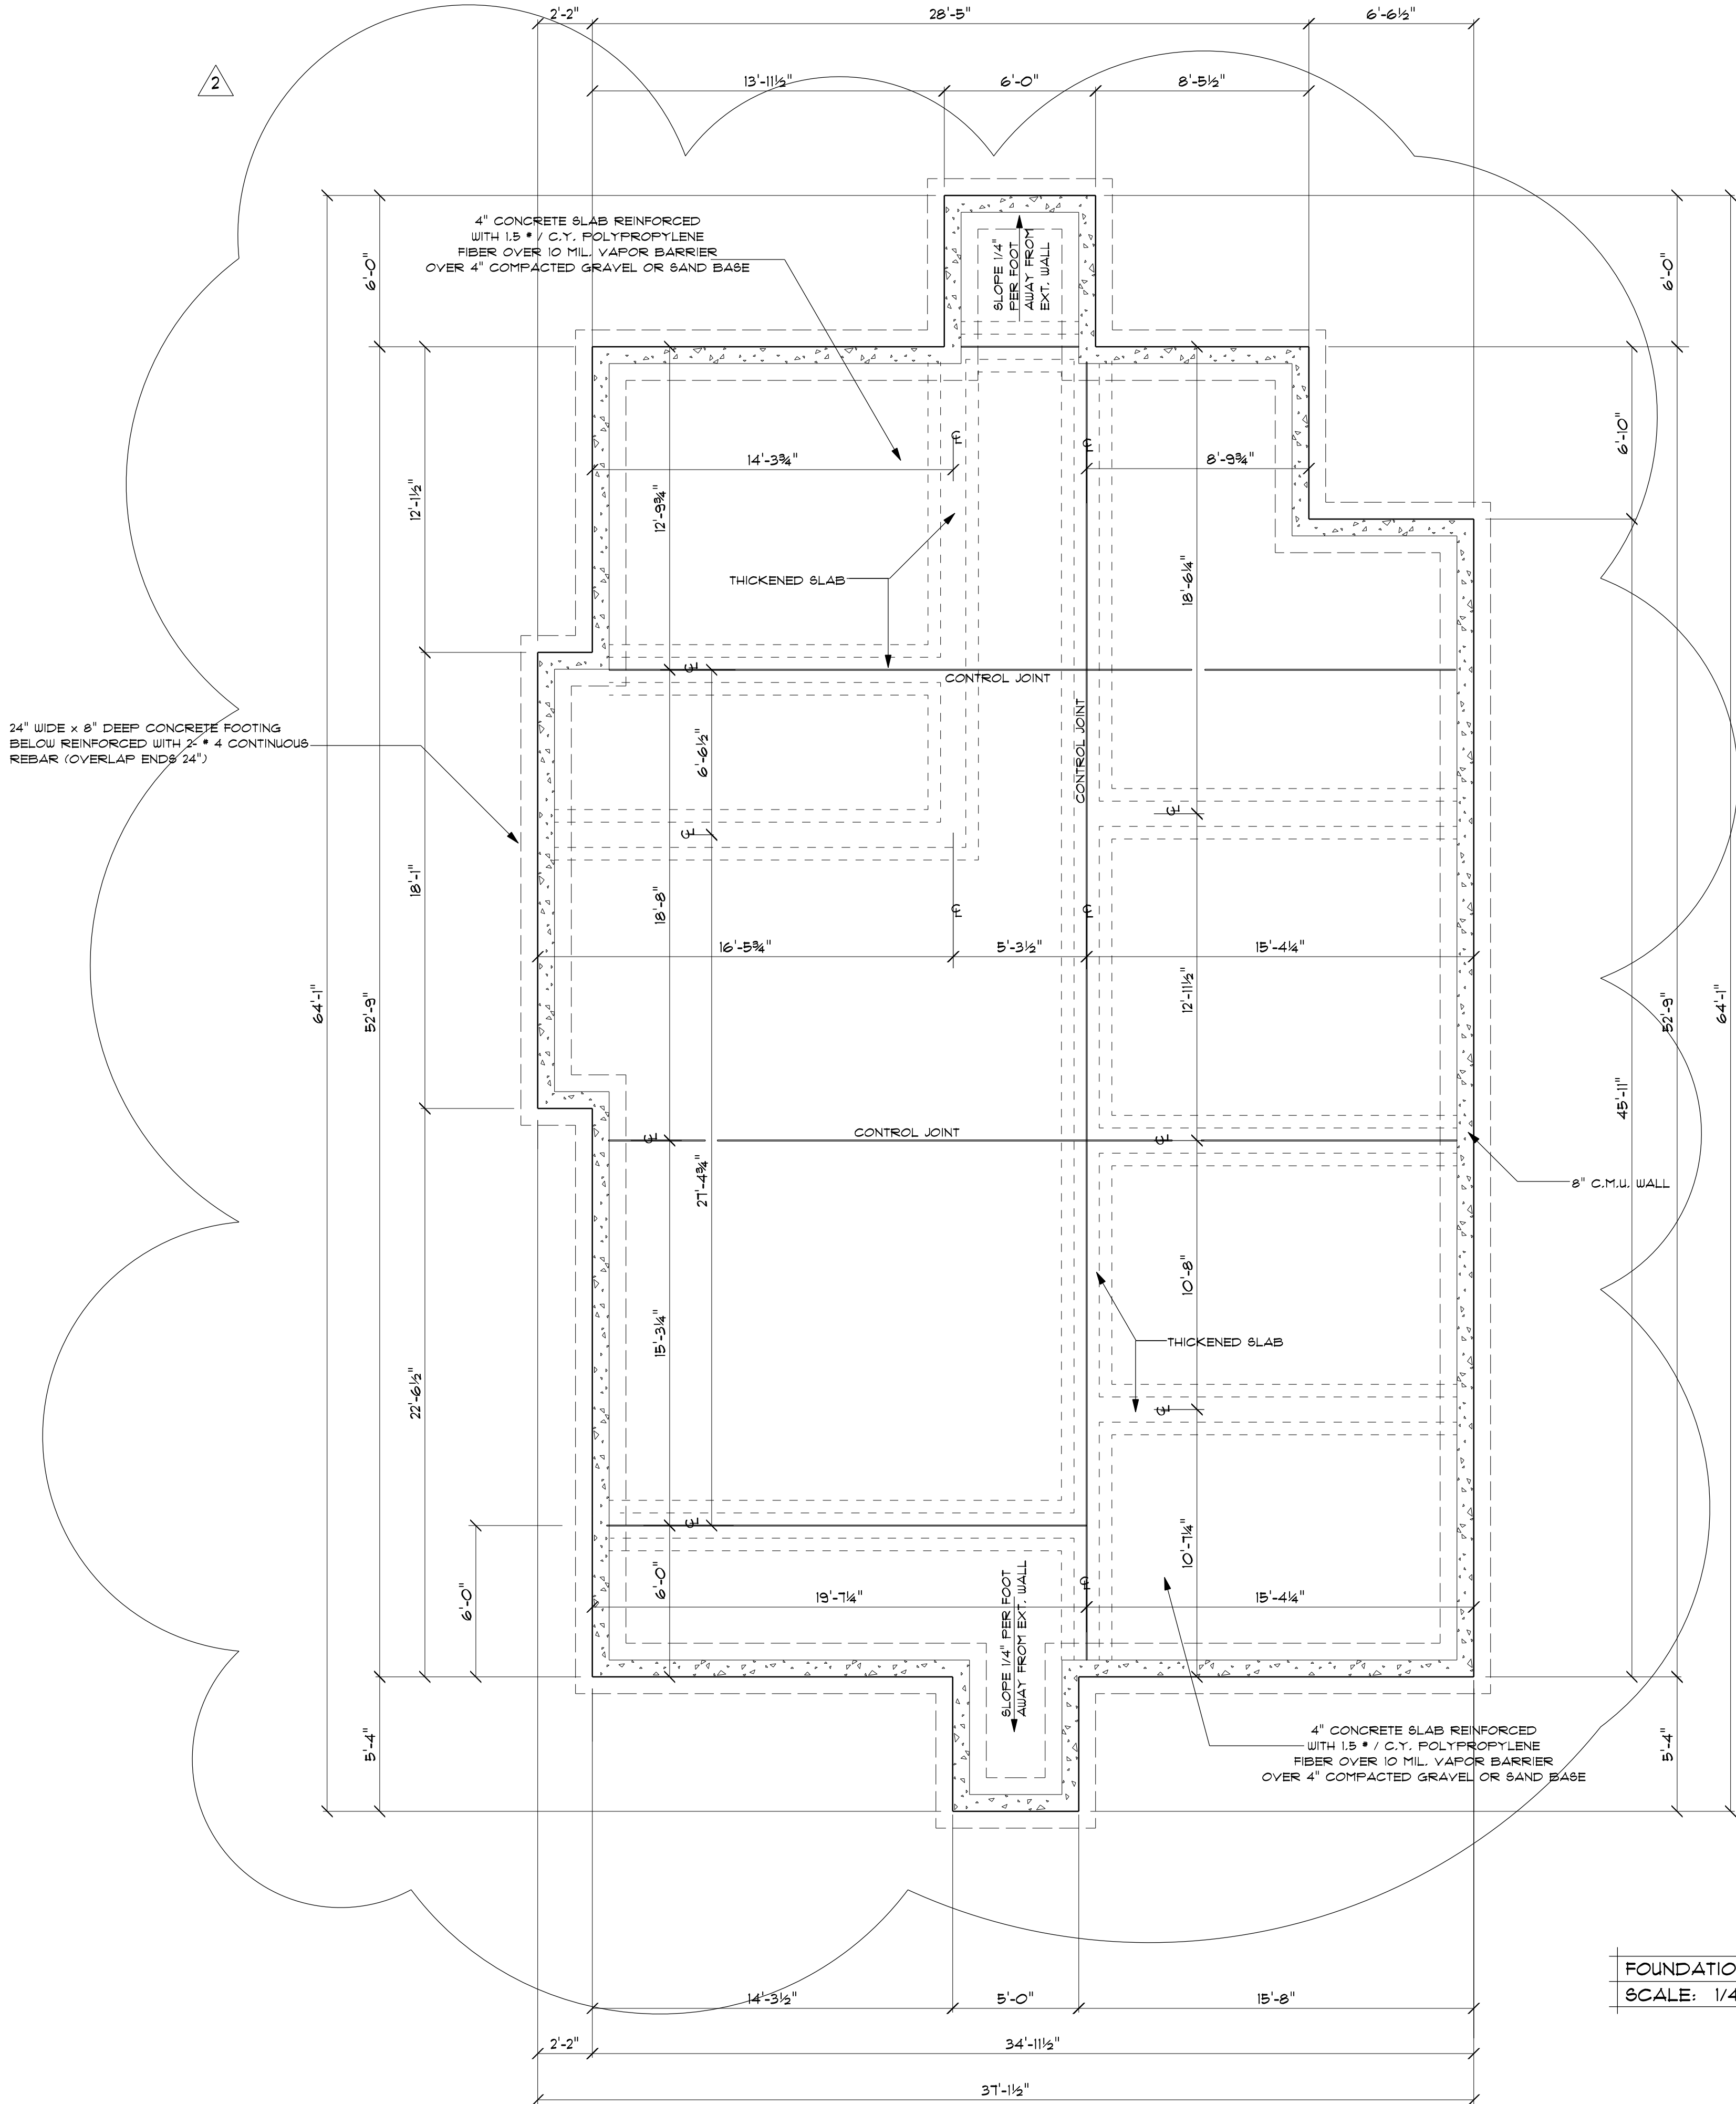 2'-2"
28'-5"
6'-6½"
2
13'-11½"
6'-0"
8'-5½"
4" CONCRETE SLAB REINFORCED
WITH 1.5 # / C.Y. POLYPROPYLENE
FIBER OVER 10 MIL. VAPOR BARRIER
OVER 4" COMPACTED GRAVEL OR SAND BASE
SLOPE 1/4"
PER FOOT
AWAY FROM
EXT. WALL
6'-0"
6'-0"
12'-1½"
6'-10"
14'-3¾"
8'-9¾"
12'-9¾"
18'-6¼"
THICKENED SLAB
CONTROL JOINT
CONTROL JOINT
24" WIDE x 8" DEEP CONCRETE FOOTING
BELOW REINFORCED WITH 2- # 4 CONTINUOUS
REBAR (OVERLAP ENDS 24")
6'-6½"
18'-1"
18'-8"
16'-5¾"
5'-3½"
15'-4¼"
64'-1"
52'-9"
12'-11½"
52'-9"
64'-1"
45'-11"
CONTROL JOINT
27'-4¾"
8" C.M.U. WALL
10'-8"
15'-3¼"
THICKENED SLAB
22'-6½"
6'-0"
6'-0"
10'-7¼"
19'-7¼"
15'-4¼"
SLOPE 1/4" PER FOOT
AWAY FROM EXT. WALL
5'-4"
5'-4"
4" CONCRETE SLAB REINFORCED
WITH 1.5 # / C.Y. POLYPROPYLENE
FIBER OVER 10 MIL. VAPOR BARRIER
OVER 4" COMPACTED GRAVEL OR SAND BASE
FOUNDATIO
SCALE: 1/4
14'-3½"
5'-0"
15'-8"
2'-2"
34'-11½"
37'-1½"